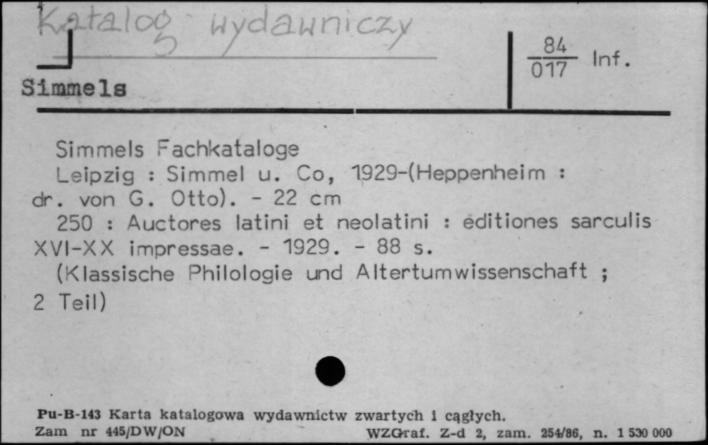 Katalog wydawniczy
84
017 Inf.
Simmels
Simmels Fachkataloge
Leipzig : Simmel u. Co, 1929-(Heppenheim :
dr. von G. Otto). - 22 cm
250 : Auctores latini et neolatini : editiones sarculis
XVI-XX impressae. - 1929. - 88 s.
(Klassische Philologie und Altertumwissenschaft ;
2 Teil)
Pu-B-143 Karta katalogowa wydawnictw zwartych i ciągłych.
Zam nr 445/DW/ON WZGraf. Z-d 2, zam. 254/86, n. 1 530 000